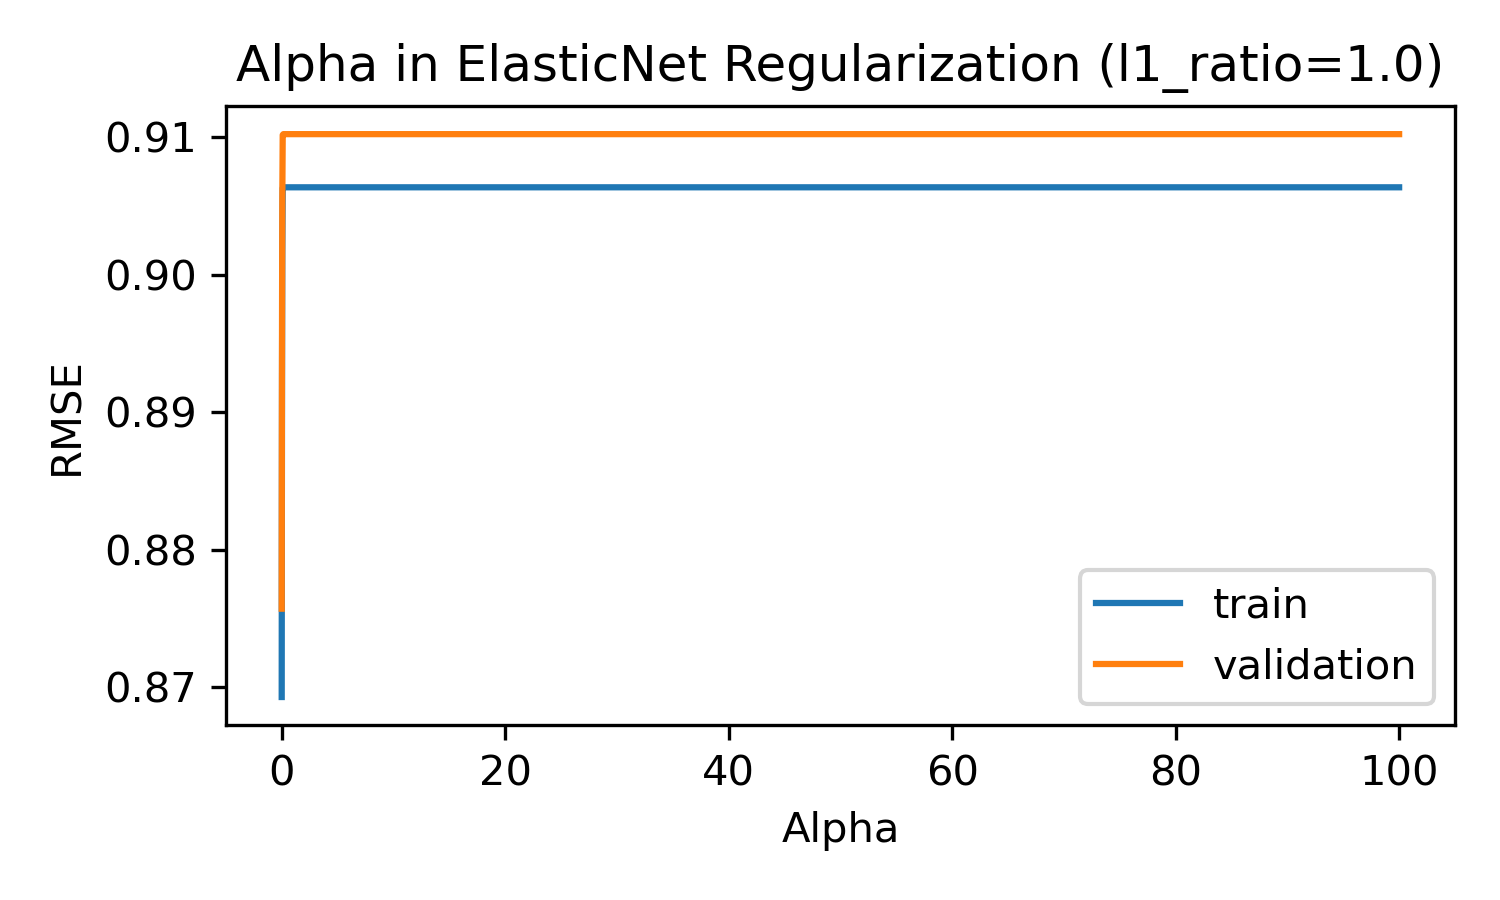 Alpha in ElasticNet Regularization (l1_ratio=1.0)
0.91
0.90
0.89
0.88
0.87
RMSE
train
validation
0 20 40 60 80 100
Alpha